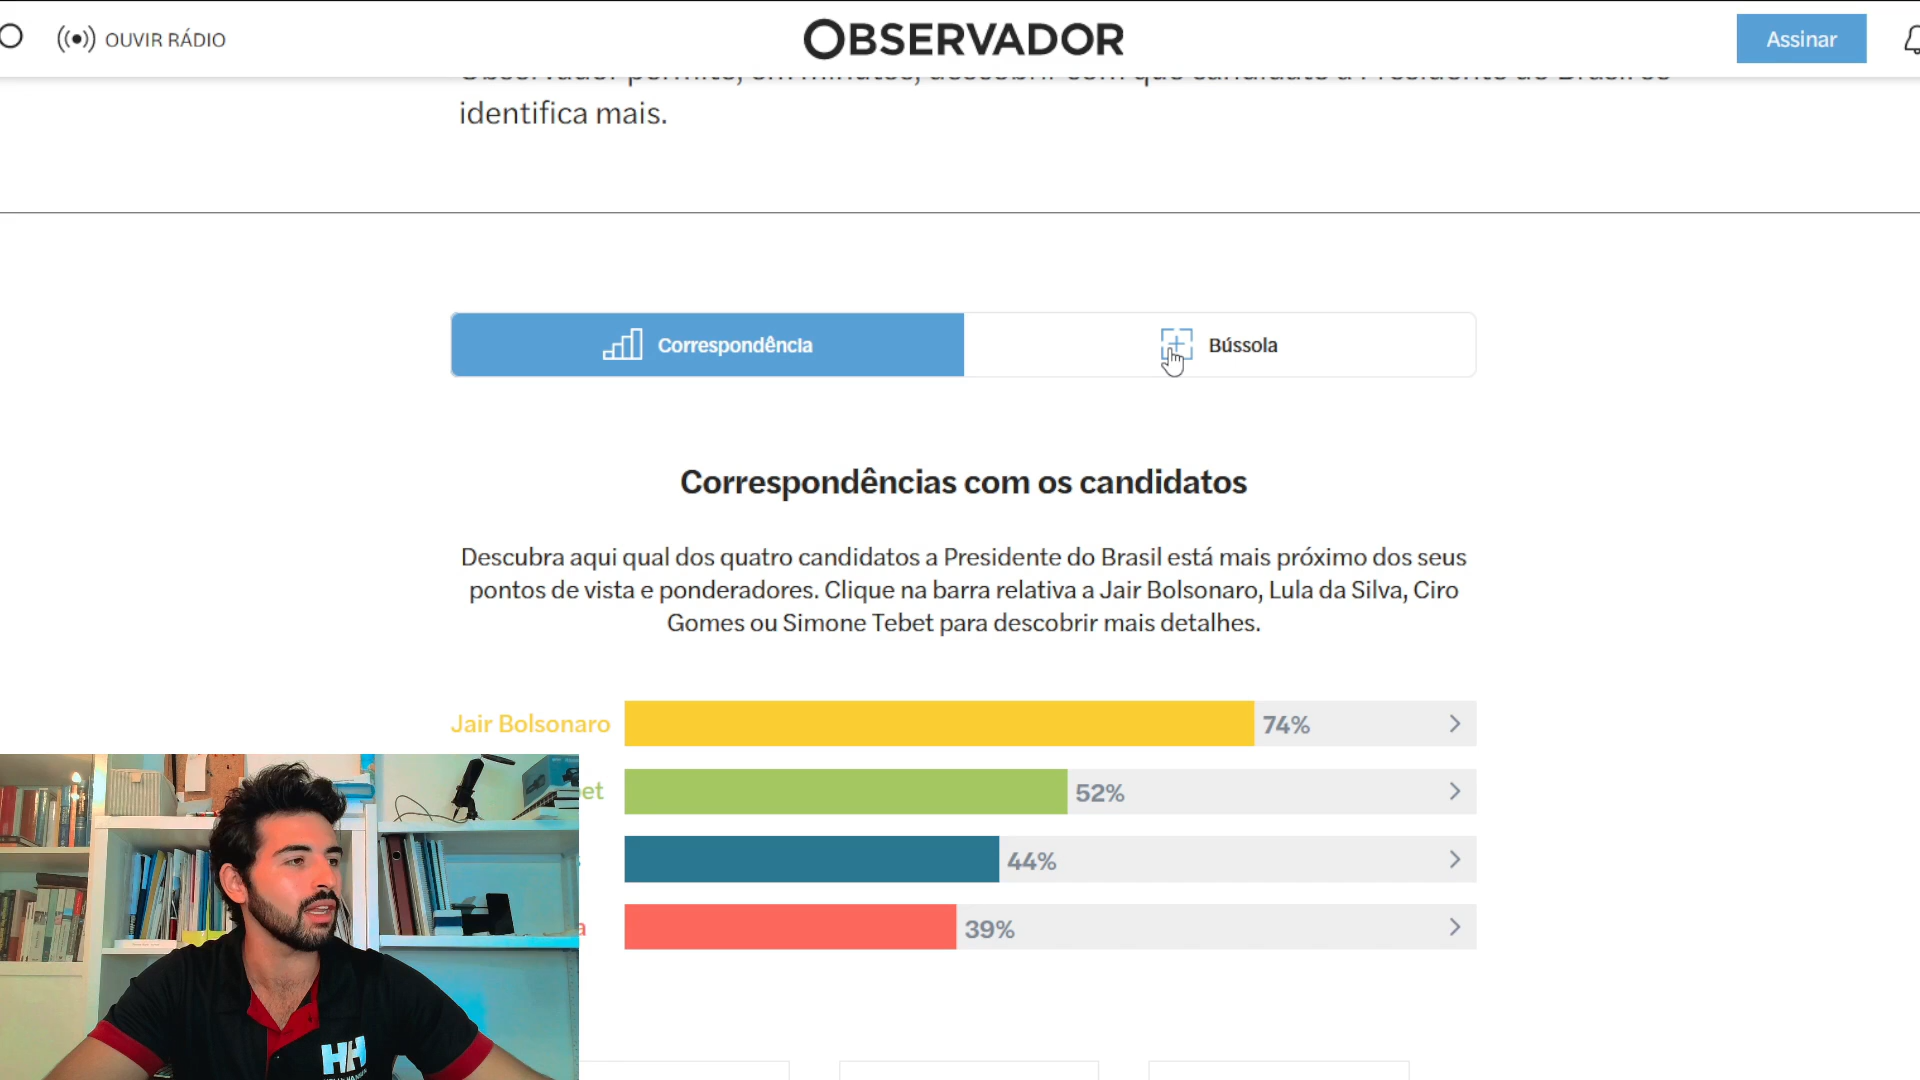 OUVIR RÁDIO
OBSERVADOR
Assinar
identifica mais.
Correspondência
Bússola
Correspondências com os candidatos
Descubra aqui qual dos quatro candidatos a Presidente do Brasil está mais próximo dos seus
pontos de vista e ponderadores. Clique na barra relativa a Jair Bolsonaro, Lula da Silva, Ciro
Gomes ou Simone Tebet para descobrir mais detalhes.
Jair Bolsonaro
74%
et
52%
44%
a
39%
HH